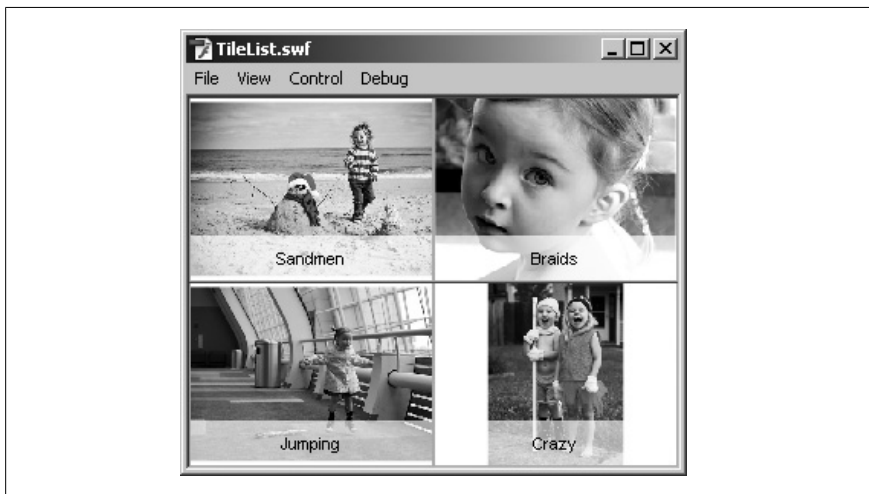 TileList.swf
File View Control Debug
Sandmen
Braids
Jumping
Crazy